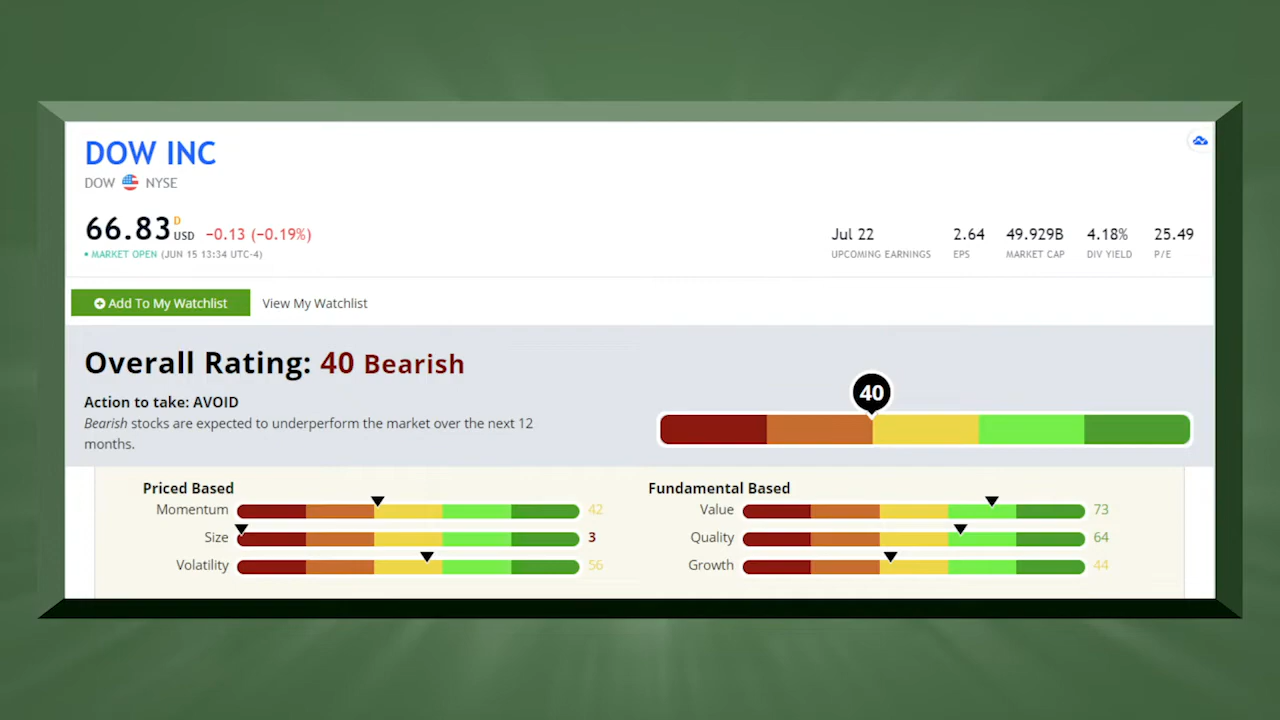 DOW INC
DOW NYSE
66.83 D USD −0.13 (−0.19%)
• MARKET OPEN (JUN 15 13:34 UTC-4)
Jul 22 2.64 49.929B 4.18% 25.49
UPCOMING EARNINGS EPS MARKET CAP DIV YIELD P/E
Add To My Watchlist View My Watchlist
Overall Rating: 40 Bearish
Action to take: AVOID
Bearish stocks are expected to underperform the market over the next 12
months.
40
Priced Based
Momentum 42
Size 3
Volatility 56
Fundamental Based
Value 73
Quality 64
Growth 44